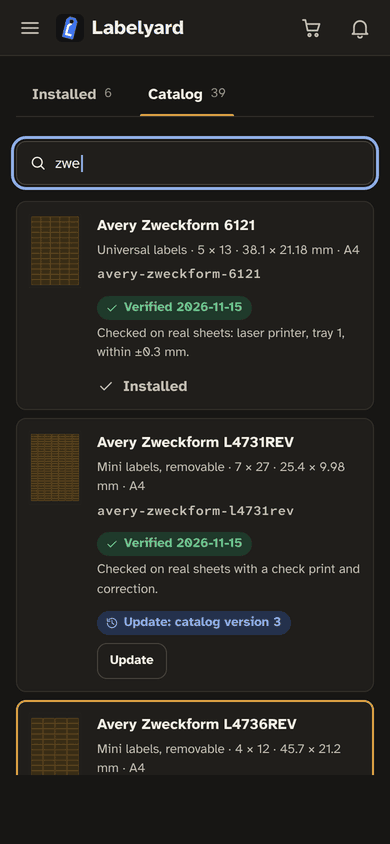 Labelyard
Installed 6
Catalog 39
zwe
Avery Zweckform 6121
Universal labels · 5 × 13 · 38.1 × 21.18 mm · A4
avery-zweckform-6121
Verified 2026-11-15
Checked on real sheets: laser printer, tray 1,
within ±0.3 mm.
Installed
Avery Zweckform L4731REV
Mini labels, removable · 7 × 27 · 25.4 × 9.98
mm · A4
avery-zweckform-l4731rev
Verified 2026-11-15
Checked on real sheets with a check print and
correction.
Update: catalog version 3
Update
Avery Zweckform L4736REV
Mini labels, removable · 4 × 12 · 45.7 × 21.2
mm · A4